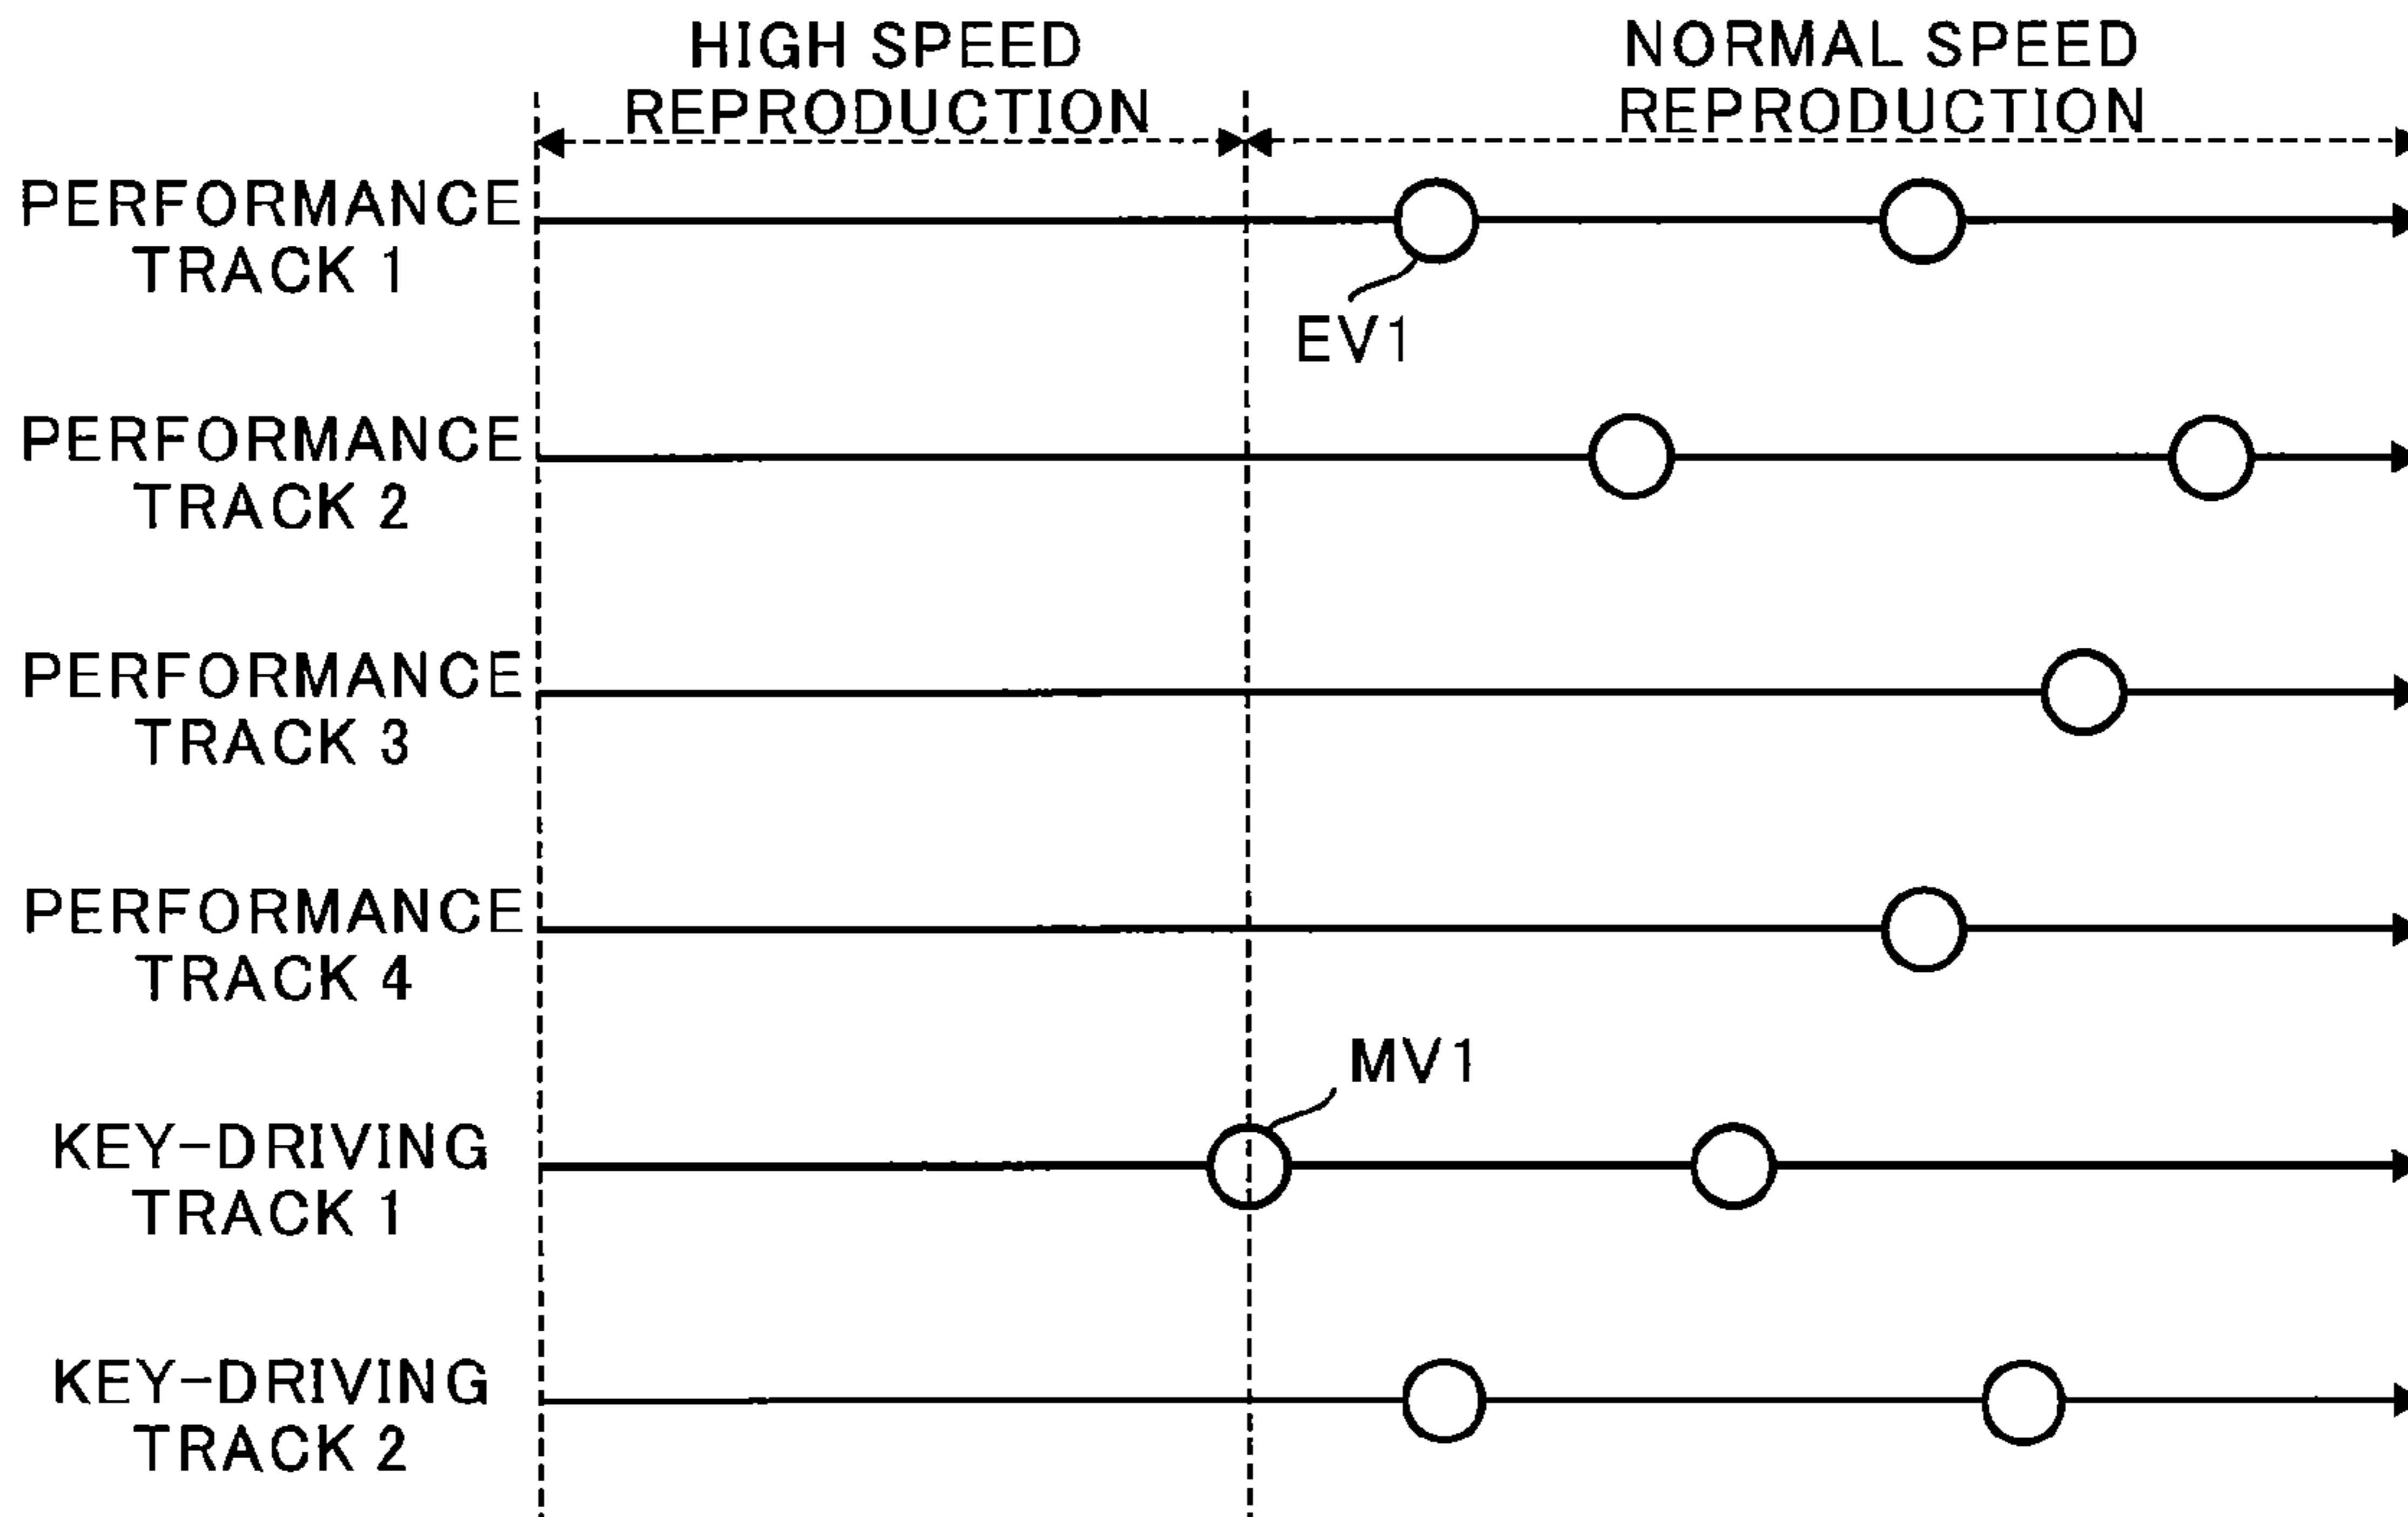 HIGH SPEED
REPRODUCTION
NORMAL SPEED
REPRODUCTION
PERFORMANCE
TRACK 1
EV1
PERFORMANCE
TRACK 2
PERFORMANCE
TRACK 3
PERFORMANCE
TRACK 4
MV1
KEY-DRIVING
TRACK 1
KEY-DRIVING
TRACK 2